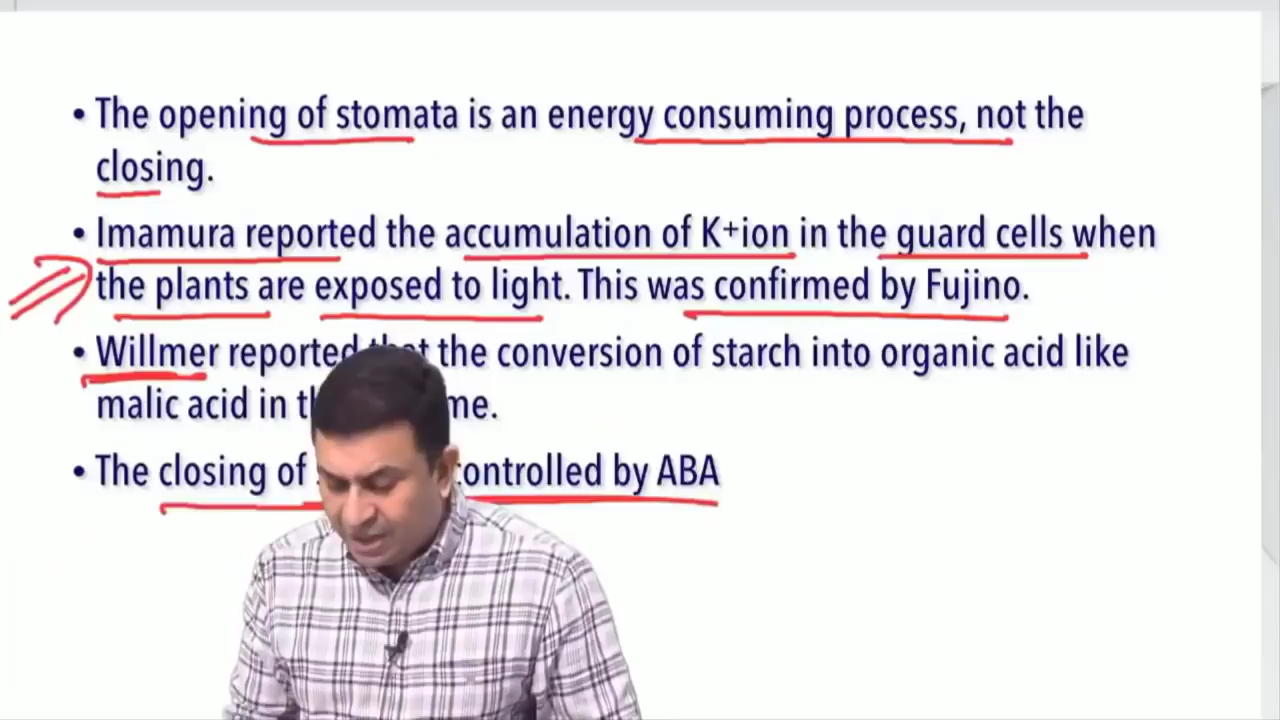 • The opening of stomata is an energy consuming process, not the
closing.
• Imamura reported the accumulation of K+ion in the guard cells when
the plants are exposed to light. This was confirmed by Fujino.
• Willmer reported that the conversion of starch into organic acid like
malic acid in
• The closing of controlled by ABA